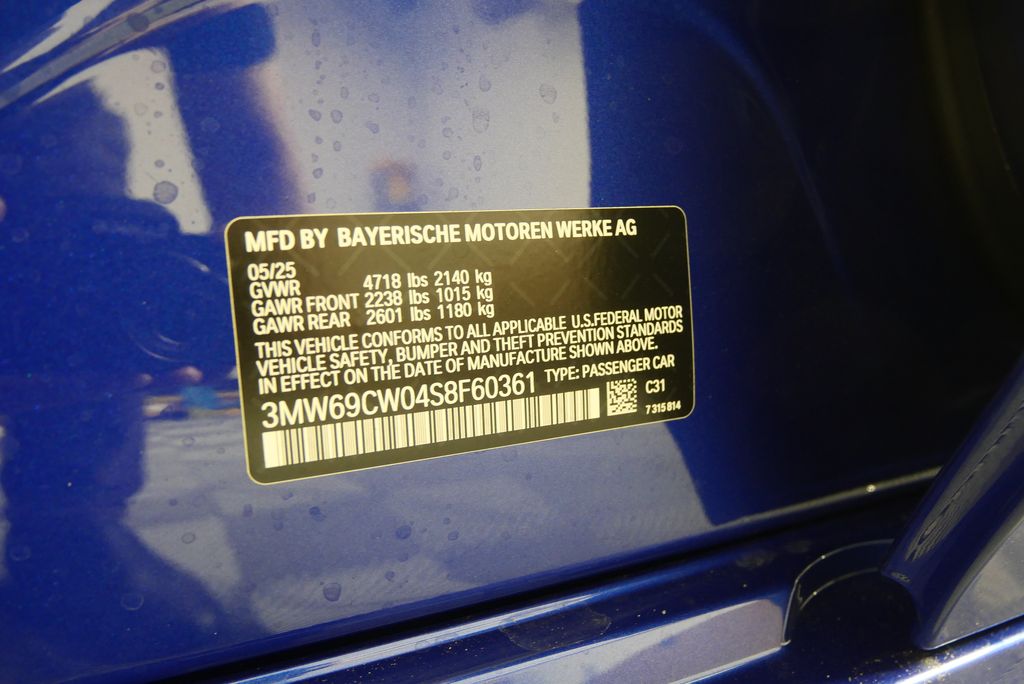 MFD BY BAYERISCHE MOTOREN WERKE AG
05/25
GVWR 4718 lbs 2140 kg
GAWR FRONT 2238 lbs 1015 kg
GAWR REAR 2601 lbs 1180 kg
THIS VEHICLE CONFORMS TO ALL APPLICABLE U.S.FEDERAL MOTOR
VEHICLE SAFETY, BUMPER AND THEFT PREVENTION STANDARDS
IN EFFECT ON THE DATE OF MANUFACTURE SHOWN ABOVE.
3MW69CW04S8F60361 TYPE: PASSENGER CAR
C31
7 315 814